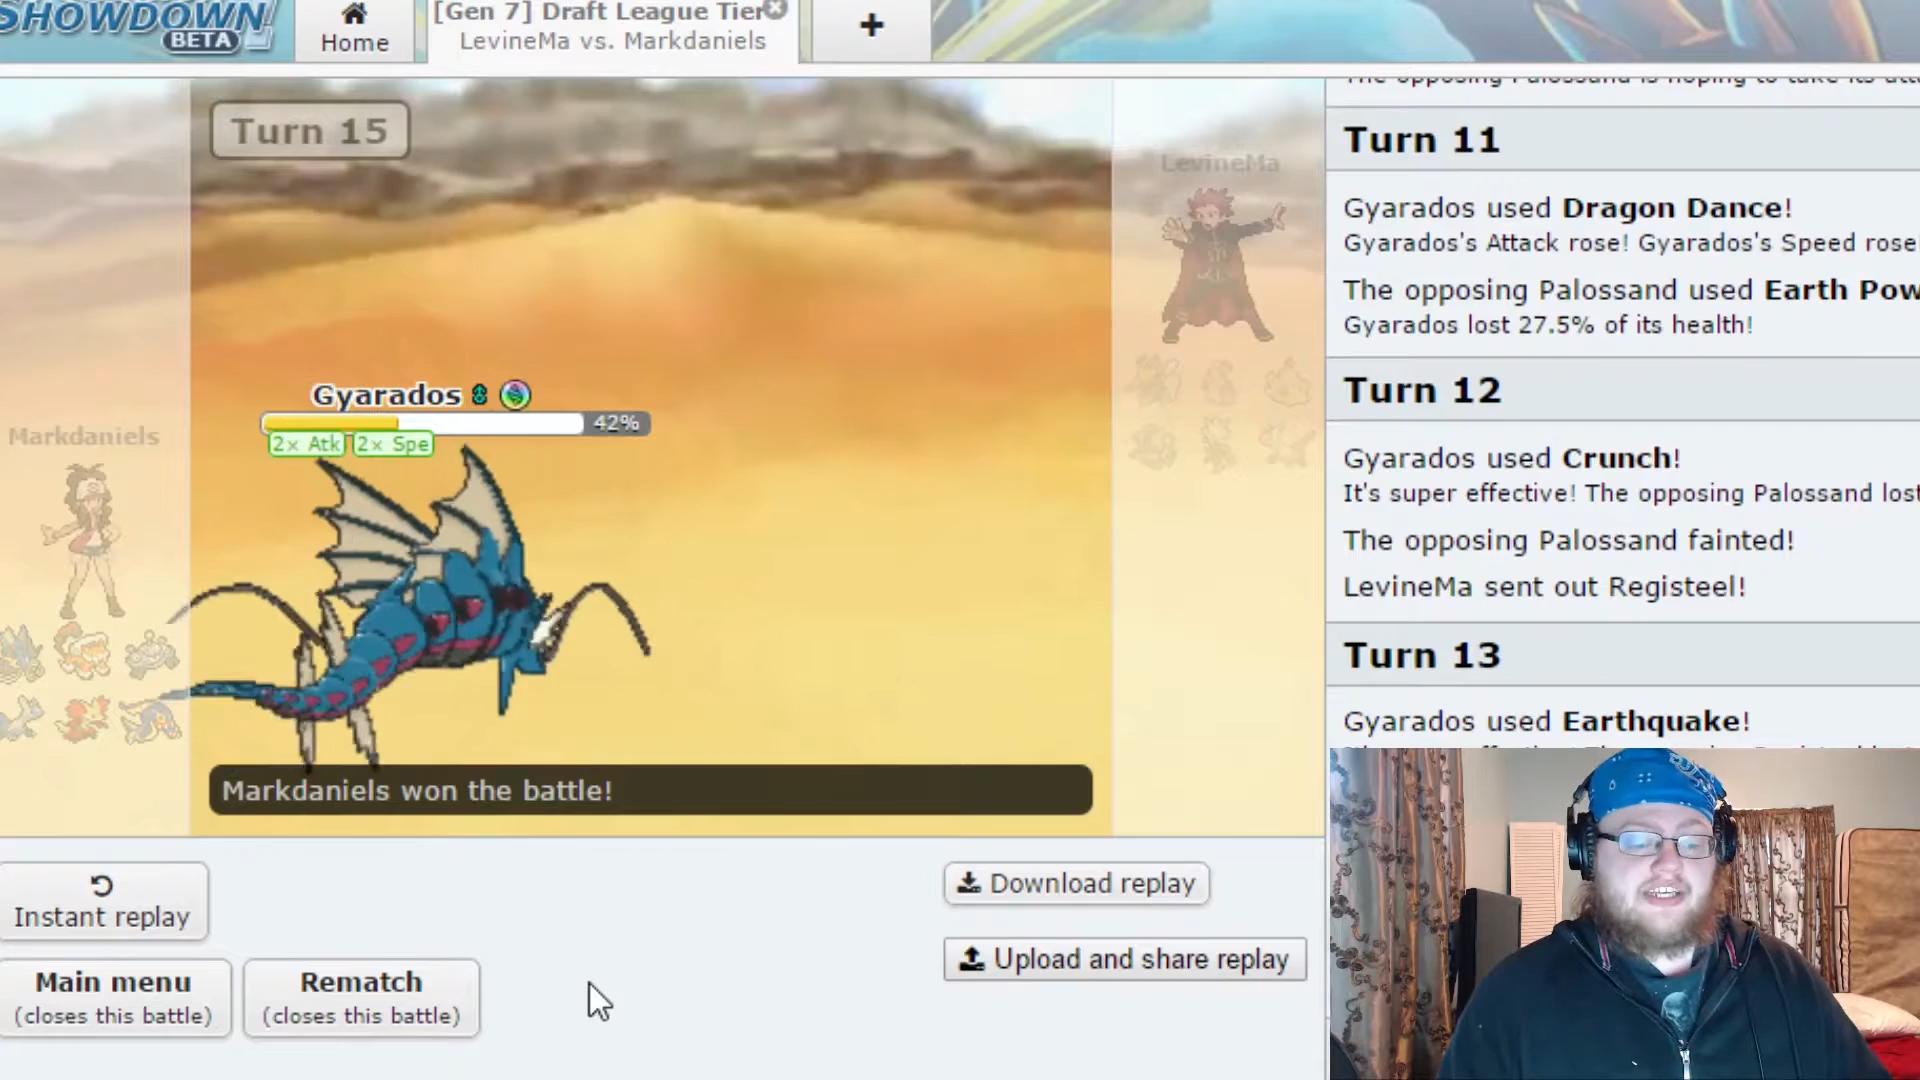 SHOWDOWN
BETA
Home
[Gen 7] Draft League Tier
LevineMa vs. Markdaniels
+
Turn 15
LevineMa
Markdaniels
Gyarados
42%
2× Atk 2× Spe
Markdaniels won the battle!
Instant replay
Main menu
(closes this battle)
Rematch
(closes this battle)
Download replay
Upload and share replay
Turn 11
Gyarados used Dragon Dance!
Gyarados's Attack rose! Gyarados's Speed rose!
The opposing Palossand used Earth Pow
Gyarados lost 27.5% of its health!
Turn 12
Gyarados used Crunch!
It's super effective! The opposing Palossand lost
The opposing Palossand fainted!
LevineMa sent out Registeel!
Turn 13
Gyarados used Earthquake!